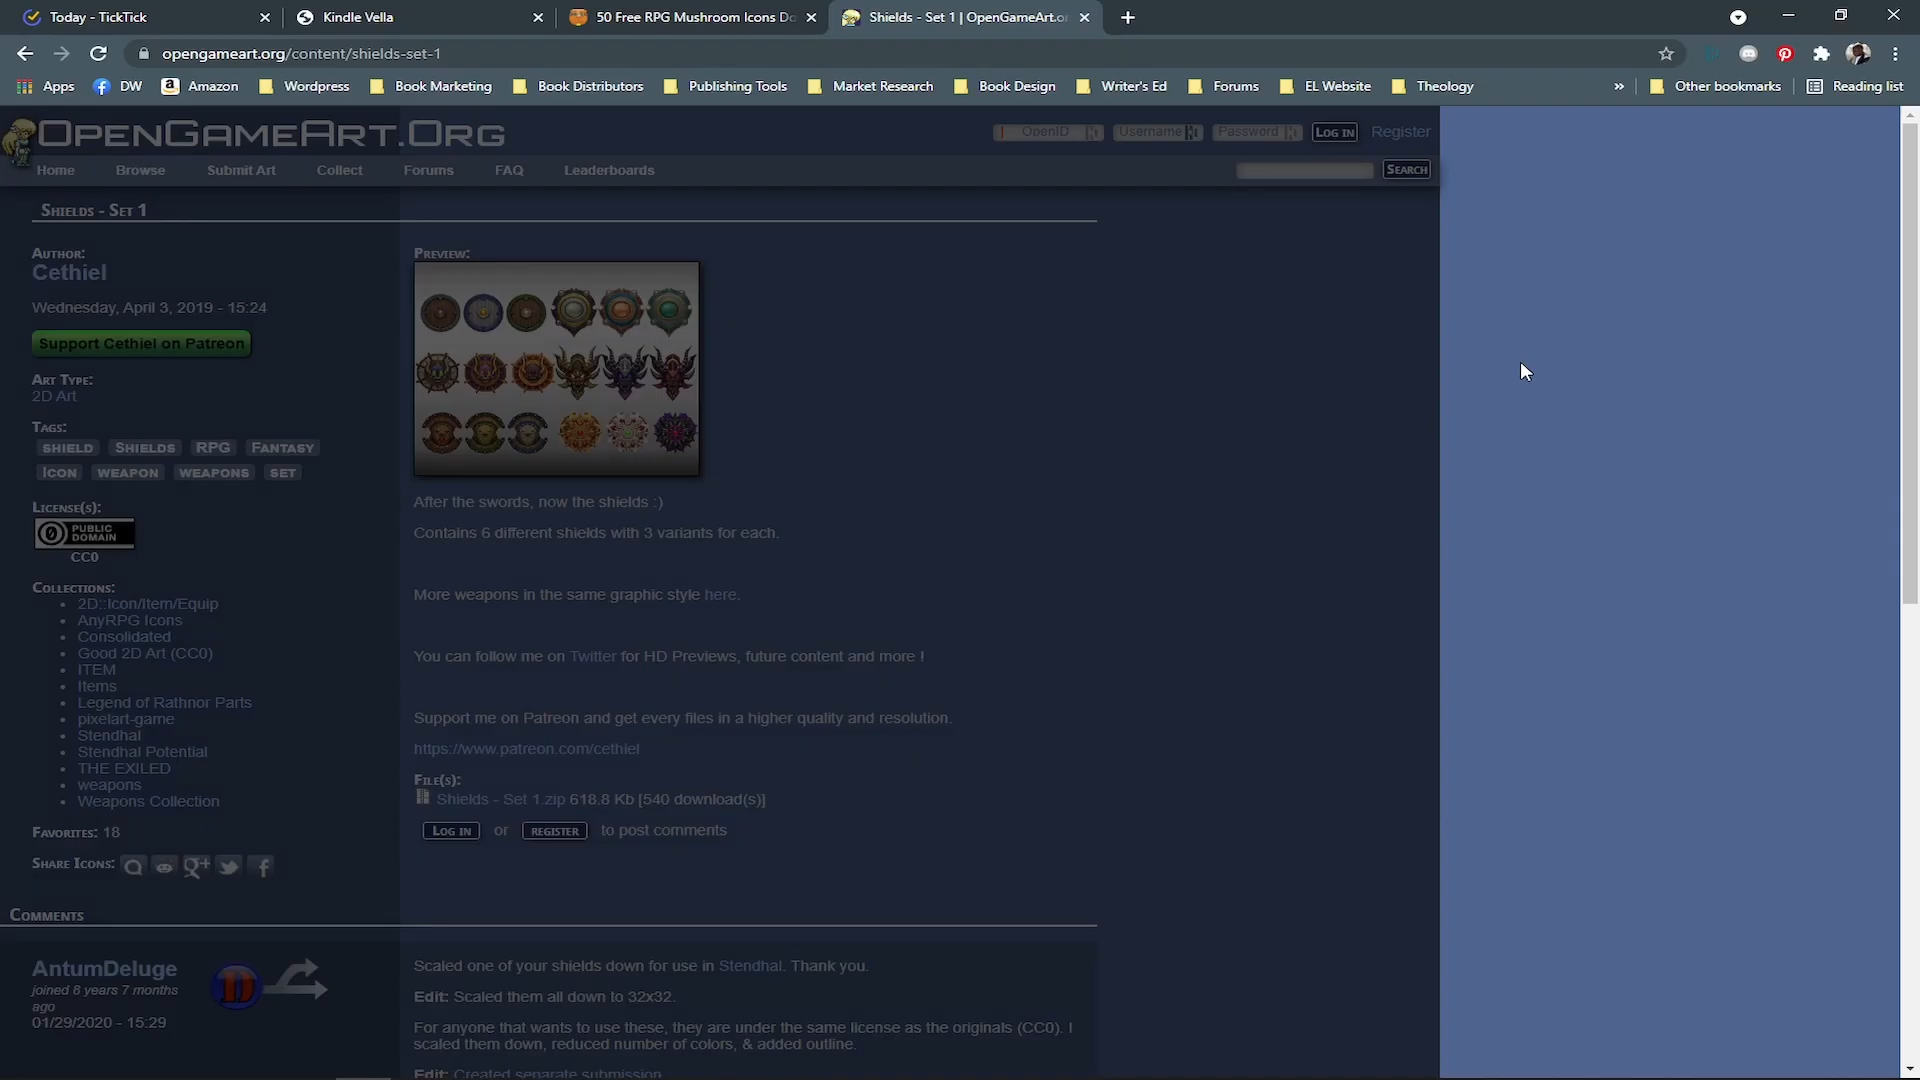 Today - TickTick
Kindle Vella
50 Free RPG Mushroom Icons Do
Shields - Set 1 | OpenGameArt.or
opengameart.org/content/shields-set-1
Apps
DW
Amazon
Wordpress
Book Marketing
Book Distributors
Publishing Tools
Market Research
Book Design
Writer's Ed
Forums
EL Website
Theology
»
Other bookmarks
Reading list
OpenGameArt.Org
OpenID
Username
Password
Log in
Register
Home
Browse
Submit Art
Collect
Forums
FAQ
Leaderboards
Search
Shields - Set 1
Author:
Cethiel
Wednesday, April 3, 2019 - 15:24
Support Cethiel on Patreon
Art Type:
2D Art
Tags:
shield Shields RPG Fantasy
Icon weapon weapons set
License(s):
PUBLIC
DOMAIN
CC0
Collections:
• 2D::Icon/Item/Equip
• AnyRPG Icons
• Consolidated
• Good 2D Art (CC0)
• ITEM
• Items
• Legend of Rathnor Parts
• pixelart-game
• Stendhal
• Stendhal Potential
• THE EXILED
• weapons
• Weapons Collection
Favorites: 18
Share Icons:
Preview:
After the swords, now the shields :)
Contains 6 different shields with 3 variants for each.
More weapons in the same graphic style here.
You can follow me on Twitter for HD Previews, future content and more !
Support me on Patreon and get every files in a higher quality and resolution.
https://www.patreon.com/cethiel
File(s):
Shields - Set 1.zip 618.8 Kb [540 download(s)]
Log in or register to post comments
Comments
AntumDeluge
joined 8 years 7 months
ago
01/29/2020 - 15:29
Scaled one of your shields down for use in Stendhal. Thank you.
Edit: Scaled them all down to 32x32.
For anyone that wants to use these, they are under the same license as the originals (CC0). I
scaled them down, reduced number of colors, & added outline.
Edit: Created separate submission